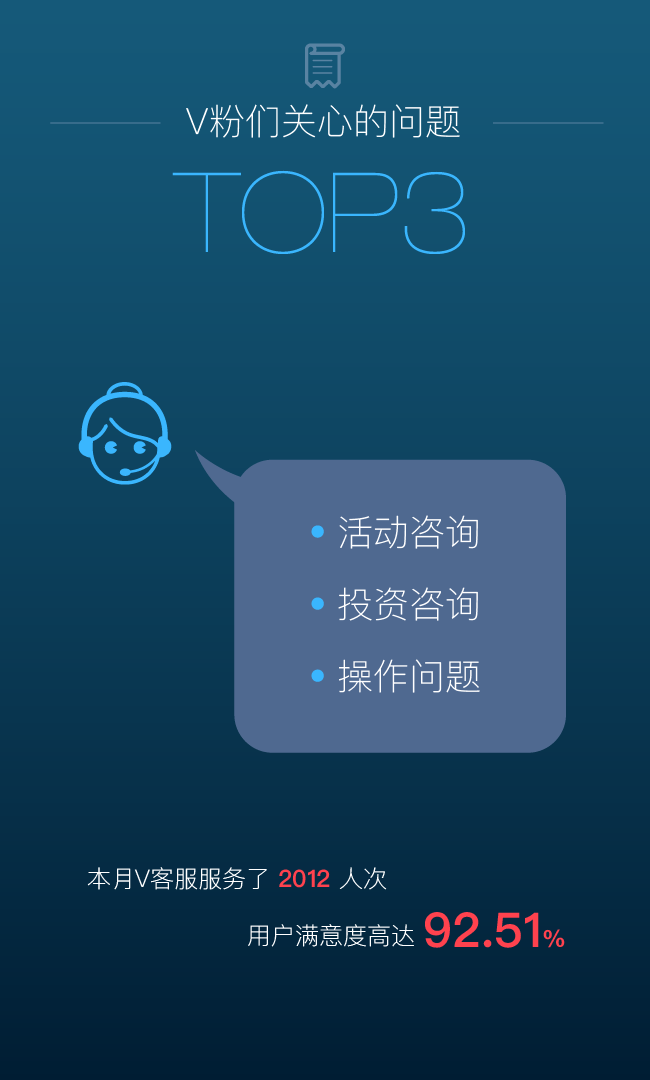 V粉们关心的问题
TOP3
活动咨询
投资咨询
操作问题
本月V客服服务了 2012 人次
用户满意度高达 92.51%